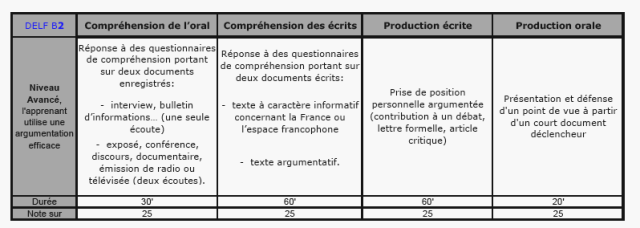 DELF B2
Compréhension de l'oral
Compréhension des écrits
Production écrite
Production orale
Niveau
Avancé,
l'apprenant
utilise une
argumentation
efficace
Réponse à des questionnaires
de compréhension portant
sur deux documents
enregistrés:
- interview, bulletin
d'informations… (une seule
écoute)
- exposé, conférence,
discours, documentaire,
émission de radio ou
télévisée (deux écoutes).
Réponse à des questionnaires
de compréhension portant sur
deux documents écrits:
- texte à caractère informatif
concernant la France ou
l'espace francophone
- texte argumentatif.
Prise de position
personnelle argumentée
(contribution à un débat,
lettre formelle, article
critique)
Présentation et défense
d'un point de vue à partir
d'un court document
déclencheur
Durée 30' 60' 60' 20'
Note sur 25 25 25 25